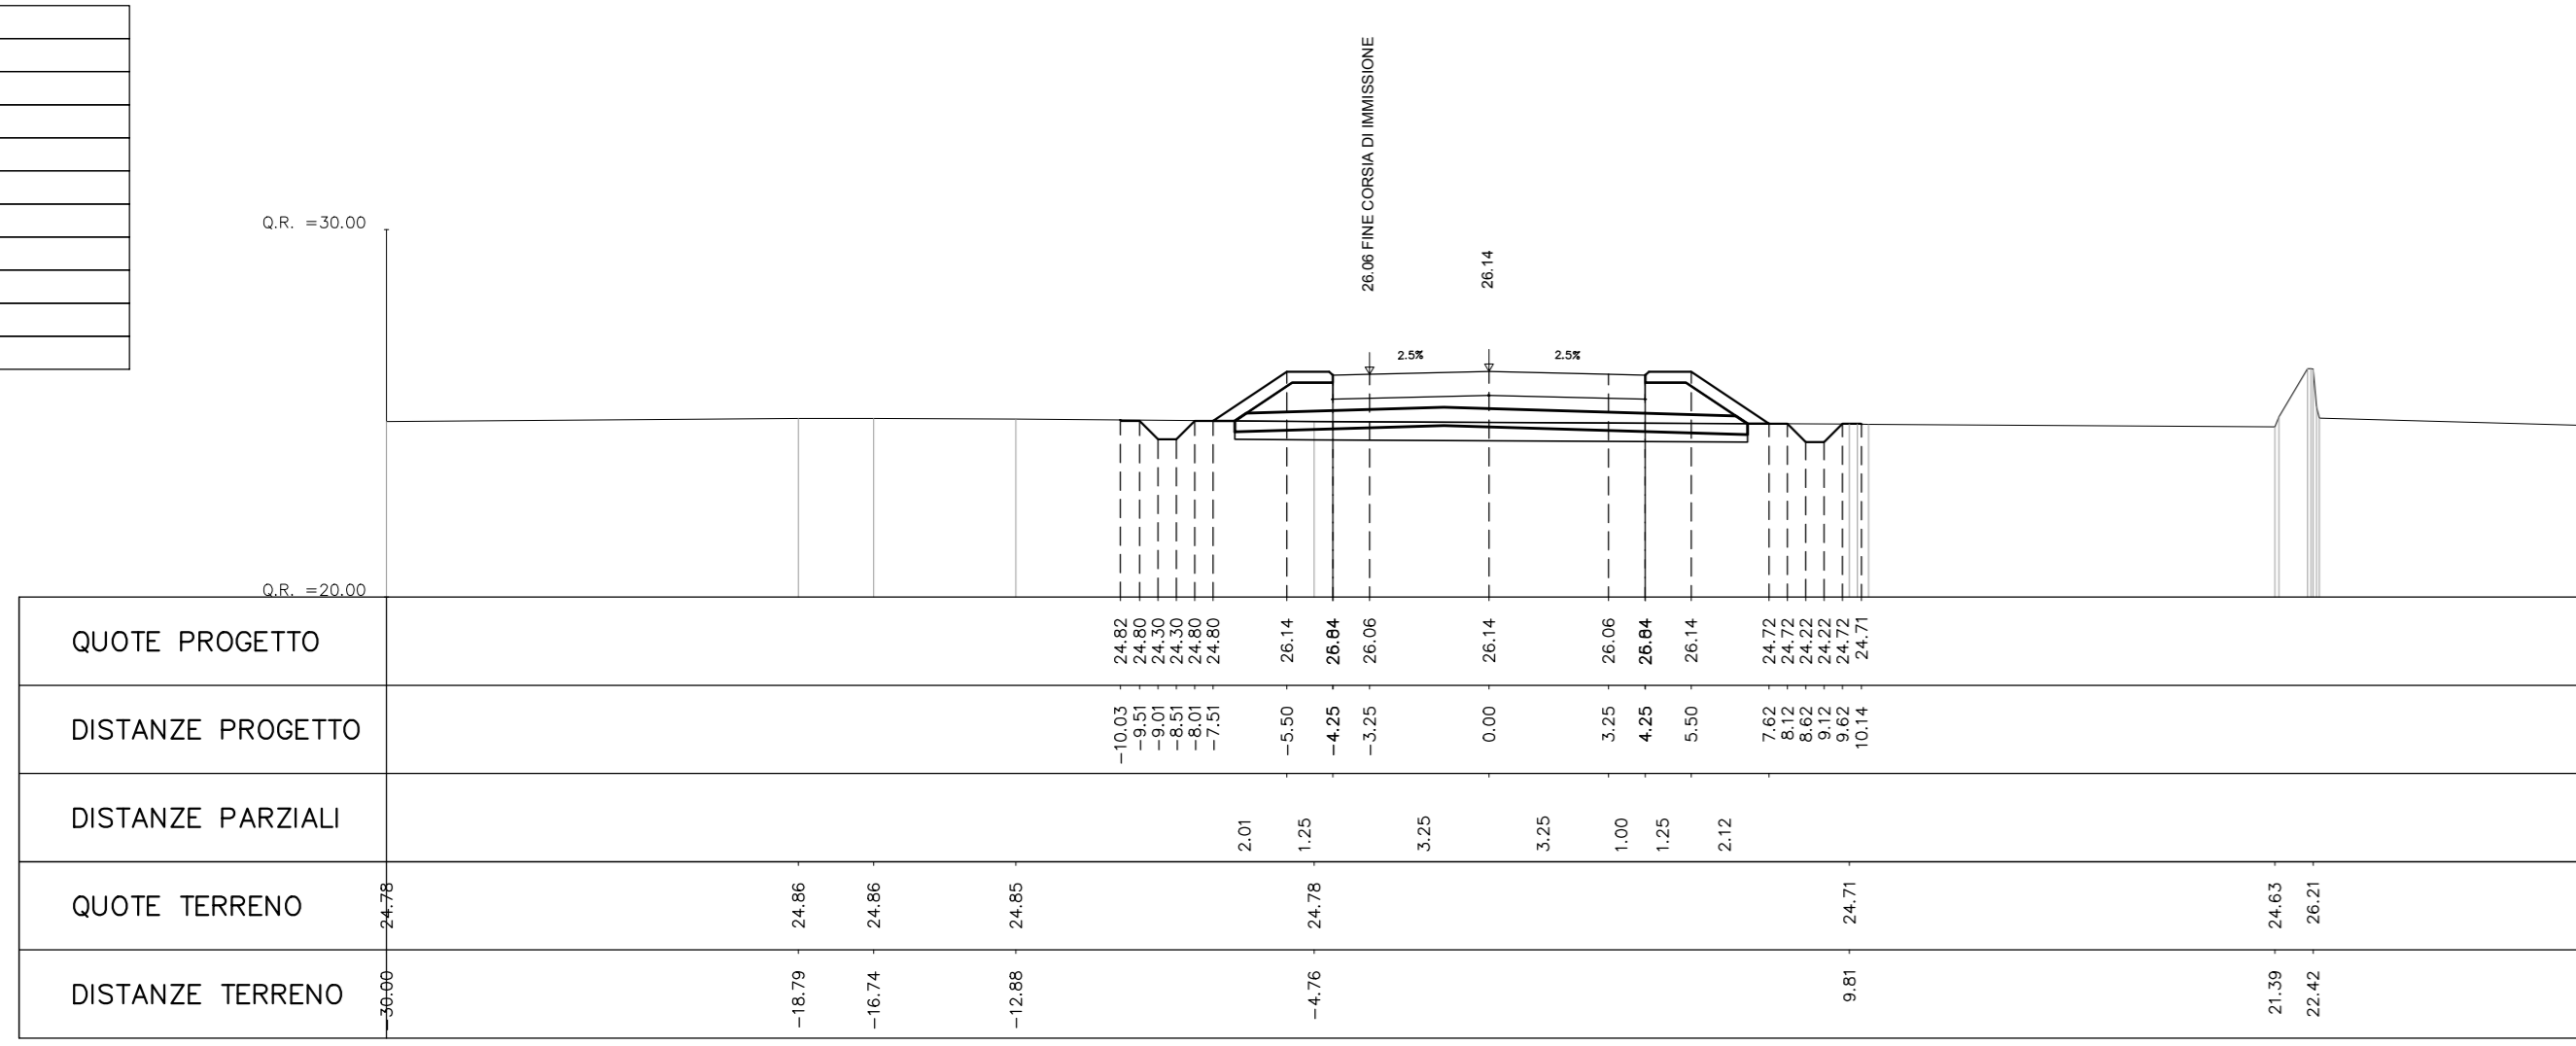 26.06 FINE CORSIA DI IMMISSIONE
26.14
Q.R. =30.00
2.5% 2.5%
Q.R. =20.00
QUOTE PROGETTO 24.82 24.80 24.30 24.30 24.80 24.80 26.14 26.06 26.14 26.06 26.14 24.72 24.72 24.22 24.22 24.72 24.71
DISTANZE PROGETTO -10.03 -9.51 -9.01 -8.51 -8.01 -7.51 -5.50 -4.25 -3.25 0.00 3.25 4.25 5.50 7.62 8.12 8.62 9.12 9.62 10.14
DISTANZE PARZIALI 2.01 1.25 3.25 3.25 1.00 1.25 2.12
QUOTE TERRENO 24.78 24.86 24.86 24.85 24.78 24.71 24.63 26.21
DISTANZE TERRENO -30.00 -18.79 -16.74 -12.88 -4.76 9.81 21.39 22.42